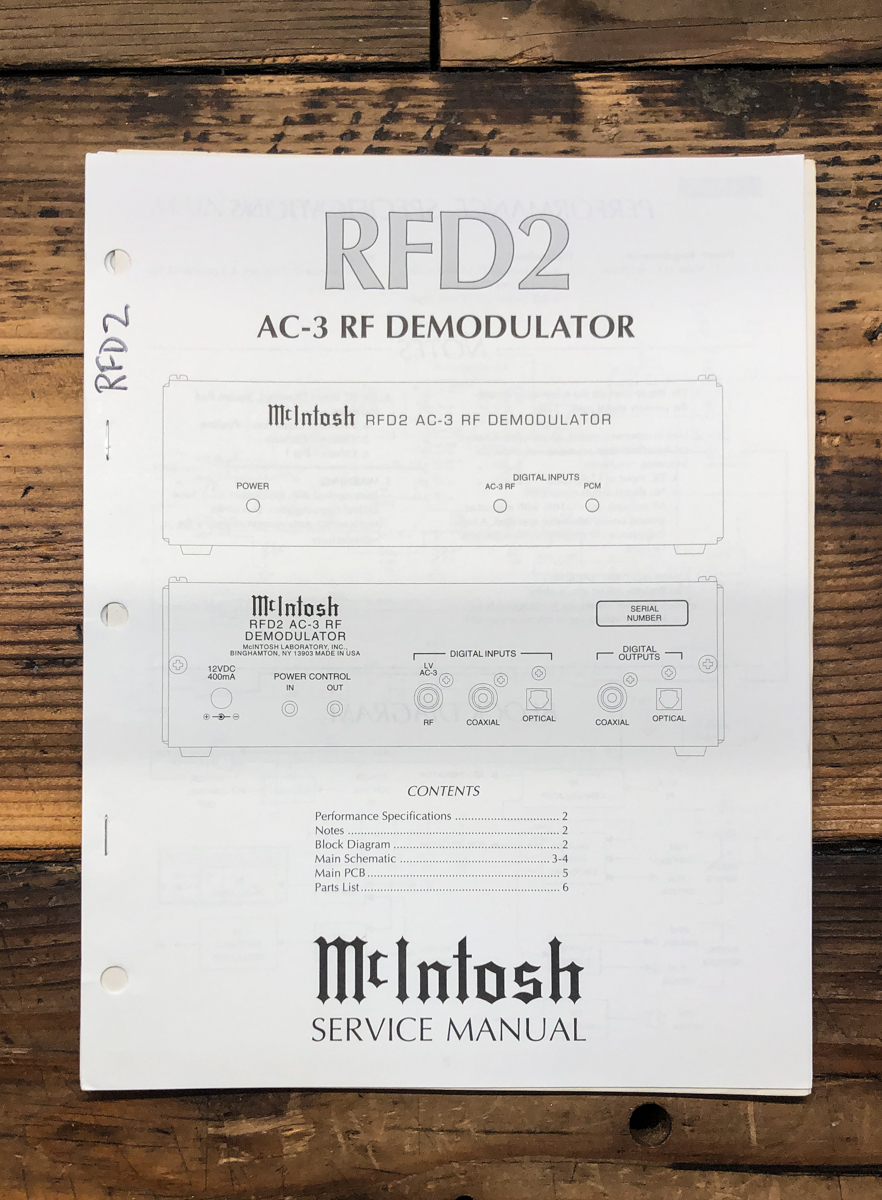 RFD2
AC-3 RF DEMODULATOR
RFD2
McIntosh RFD2 AC-3 RF DEMODULATOR
POWER
DIGITAL INPUTS
AC-3 RF
PCM
McIntosh
RFD2 AC-3 RF
DEMODULATOR
McINTOSH LABORATORY, INC.,
BINGHAMTON, NY 13903 MADE IN USA
SERIAL
NUMBER
12VDC
400mA
POWER CONTROL
IN OUT
DIGITAL INPUTS
LV
AC-3
RF
COAXIAL
OPTICAL
DIGITAL
OUTPUTS
COAXIAL
OPTICAL
CONTENTS
Performance Specifications .............................. 2
Notes ............................................................. 2
Block Diagram ................................................ 2
Main Schematic ........................................... 3-4
Main PCB....................................................... 5
Parts List......................................................... 6
McIntosh
SERVICE MANUAL